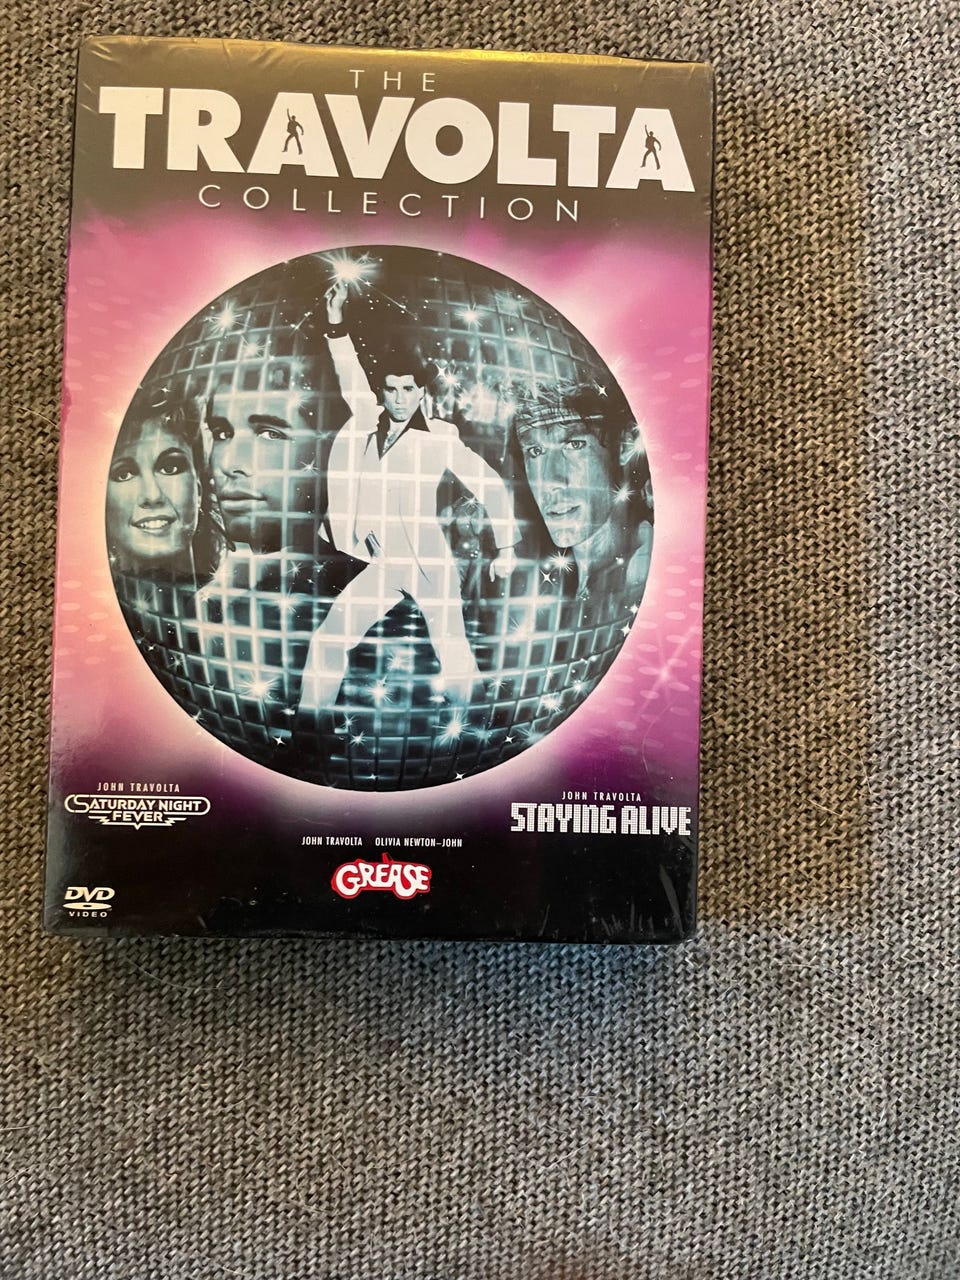 THE
TRAVOLTA
COLLECTION
JOHN TRAVOLTA
SATURDAY NIGHT
FEVER
JOHN TRAVOLTA
STAYING ALIVE
JOHN TRAVOLTA OLIVIA NEWTON-JOHN
GREASE
DVD
VIDEO